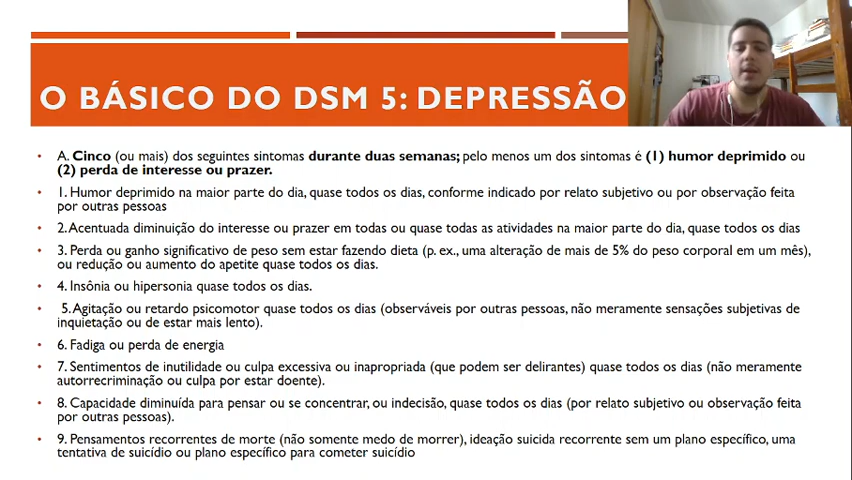 O BÁSICO DO DSM 5: DEPRESSÃO
• A. Cinco (ou mais) dos seguintes sintomas durante duas semanas; pelo menos um dos sintomas é (1) humor deprimido ou
(2) perda de interesse ou prazer.
• 1. Humor deprimido na maior parte do dia, quase todos os dias, conforme indicado por relato subjetivo ou por observação feita
por outras pessoas
• 2. Acentuada diminuição do interesse ou prazer em todas ou quase todas as atividades na maior parte do dia, quase todos os dias
• 3. Perda ou ganho significativo de peso sem estar fazendo dieta (p. ex., uma alteração de mais de 5% do peso corporal em um mês),
ou redução ou aumento do apetite quase todos os dias.
• 4. Insônia ou hipersonia quase todos os dias.
• 5. Agitação ou retardo psicomotor quase todos os dias (observáveis por outras pessoas, não meramente sensações subjetivas de
inquietação ou de estar mais lento).
• 6. Fadiga ou perda de energia
• 7. Sentimentos de inutilidade ou culpa excessiva ou inapropriada (que podem ser delirantes) quase todos os dias (não meramente
autorrecriminação ou culpa por estar doente).
• 8. Capacidade diminuída para pensar ou se concentrar, ou indecisão, quase todos os dias (por relato subjetivo ou observação feita
por outras pessoas).
• 9. Pensamentos recorrentes de morte (não somente medo de morrer), ideação suicida recorrente sem um plano específico, uma
tentativa de suicídio ou plano específico para cometer suicídio